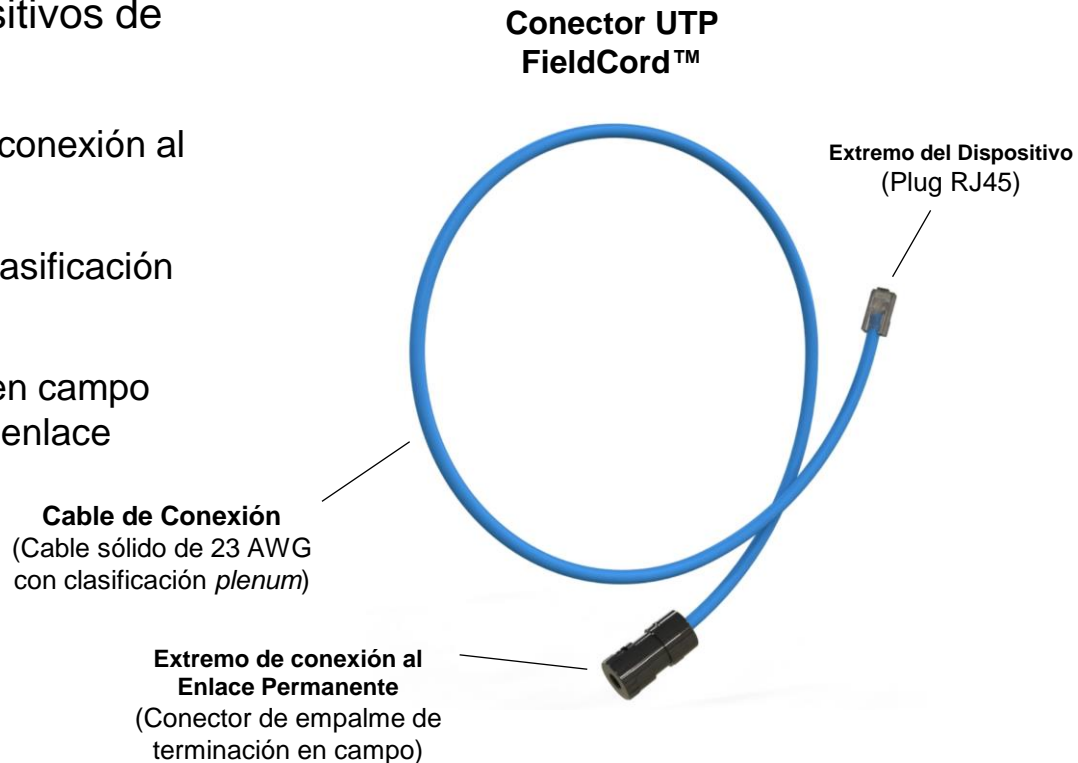 de
conexión al
en campo
enlace
Conector UTP
FieldCord™
Extremo del Dispositivo
(Plug RJ45)
Cable de Conexión
(Cable sólido de 23 AWG
con clasificación plenum)
Extremo de conexión al
Enlace Permanente
(Conector de empalme de
terminación en campo)